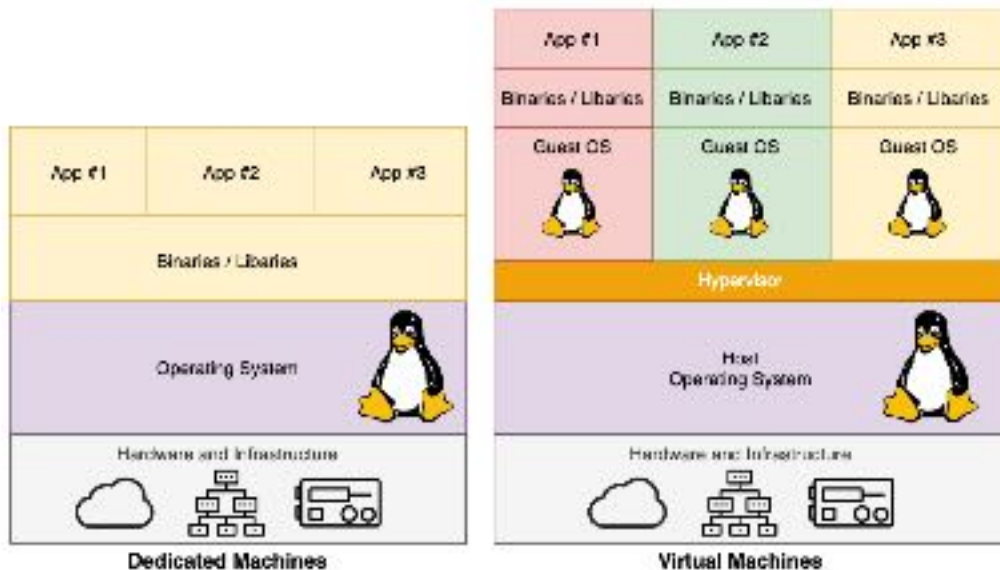 App #1
App #2
App #3
Binaries / Libaries
Operating System
Hardware and Infrastructure
Dedicated Machines
App #1
App #2
App #3
Binaries / Libaries
Binaries / Libaries
Binaries / Libaries
Guest OS
Guest OS
Guest OS
Hypervisor
Host
Operating System
Hardware and Infrastructure
Virtual Machines